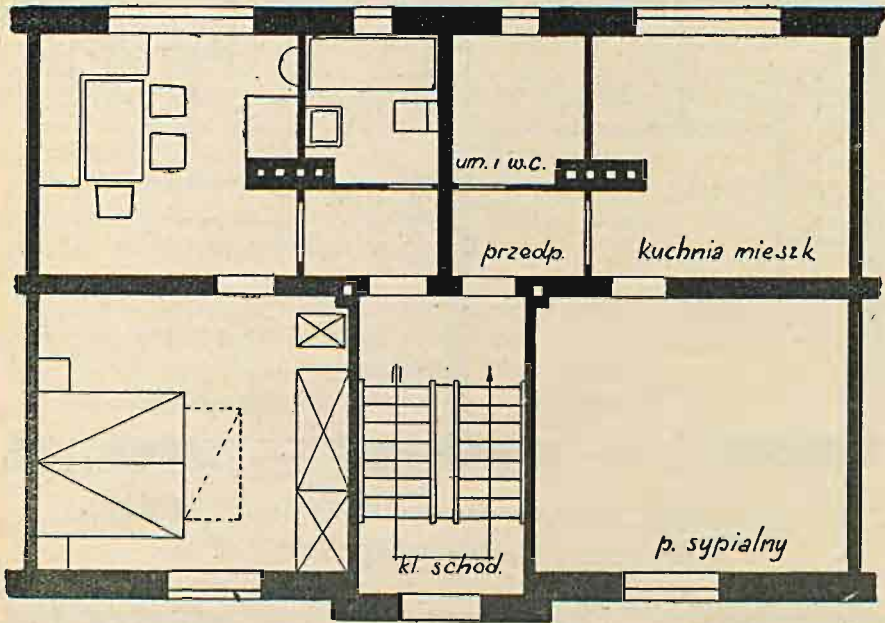 um. i w.c.
przedp.
kuchnia mieszk
p. sypialny
kl. schod.